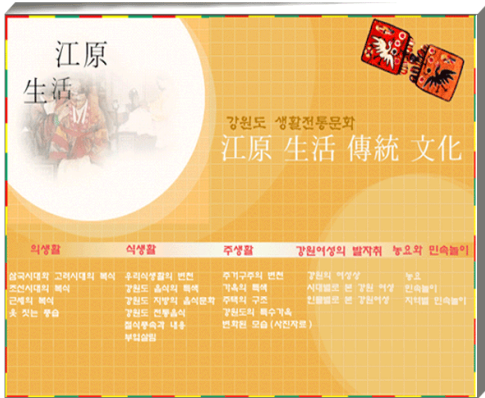 江原
生活
강원도 생활전통문화
江原 生活 傳統 文化
의생활
삼국시대와 고려시대의 복식
조선시대의 복식
근세의 복식
옷 짓는 풍습
식생활
우리식생활의 변천
강원도 음식의 특색
강원도 지방의 음식문화
강원도 전통음식
절식풍속과 내용
부엌살림
주생활
주거구조의 변천
가옥의 특색
주택의 구조
강원도의 특수가옥
변화된 모습 (사진자료)
강원여성의 발자취
강원의 여성상
시대별로 본 강원 여성
인물별로 본 강원여성
농요와 민속놀이
농요
민속놀이
지역별 민속놀이